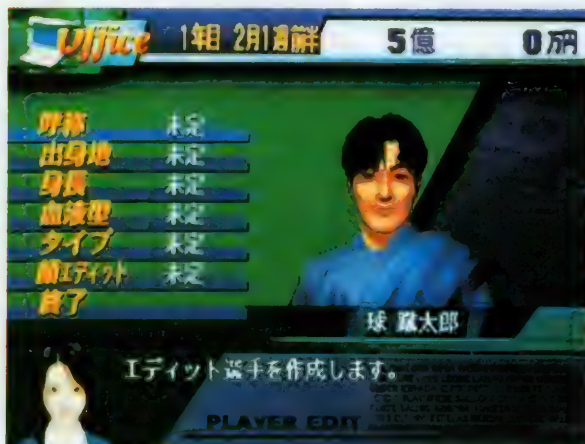 Office 1年目 2月1週前半 5億 0万円
呼称 未定
出身地 未定
身長 未定
血液型 未定
タイプ 未定
顔エディット 未定
終了
球 蹴太郎
エディット選手を作成します。
PLAYER EDIT